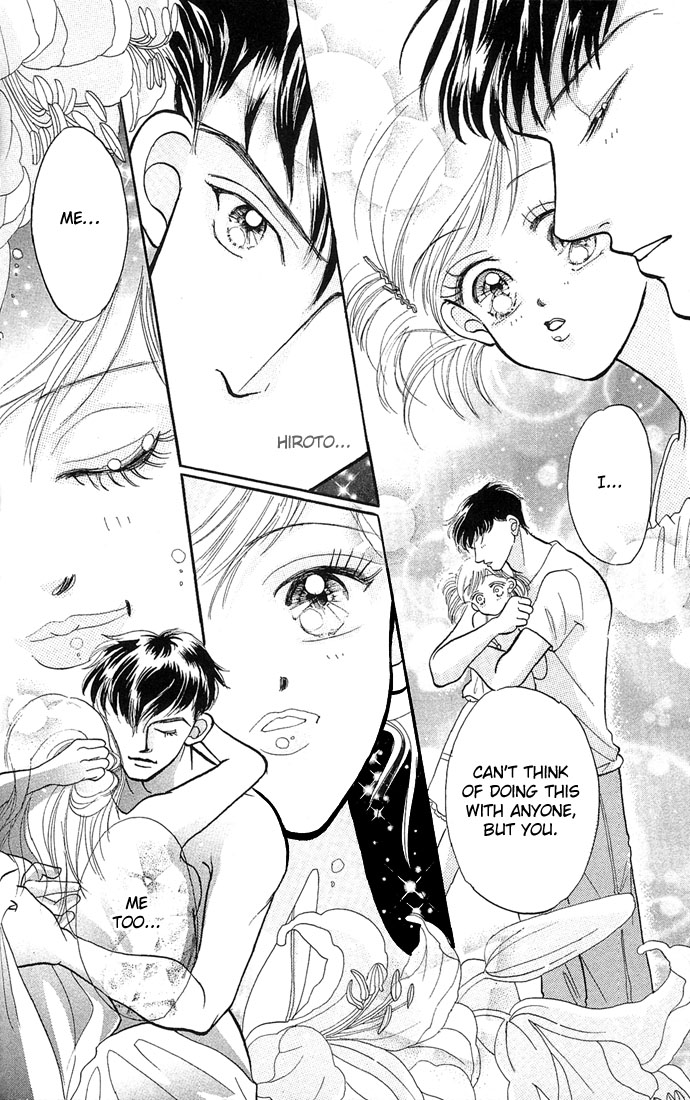 I...
CAN'T THINK
OF DOING THIS
WITH ANYONE,
BUT YOU.
HIROTO...
ME...
ME
TOO...